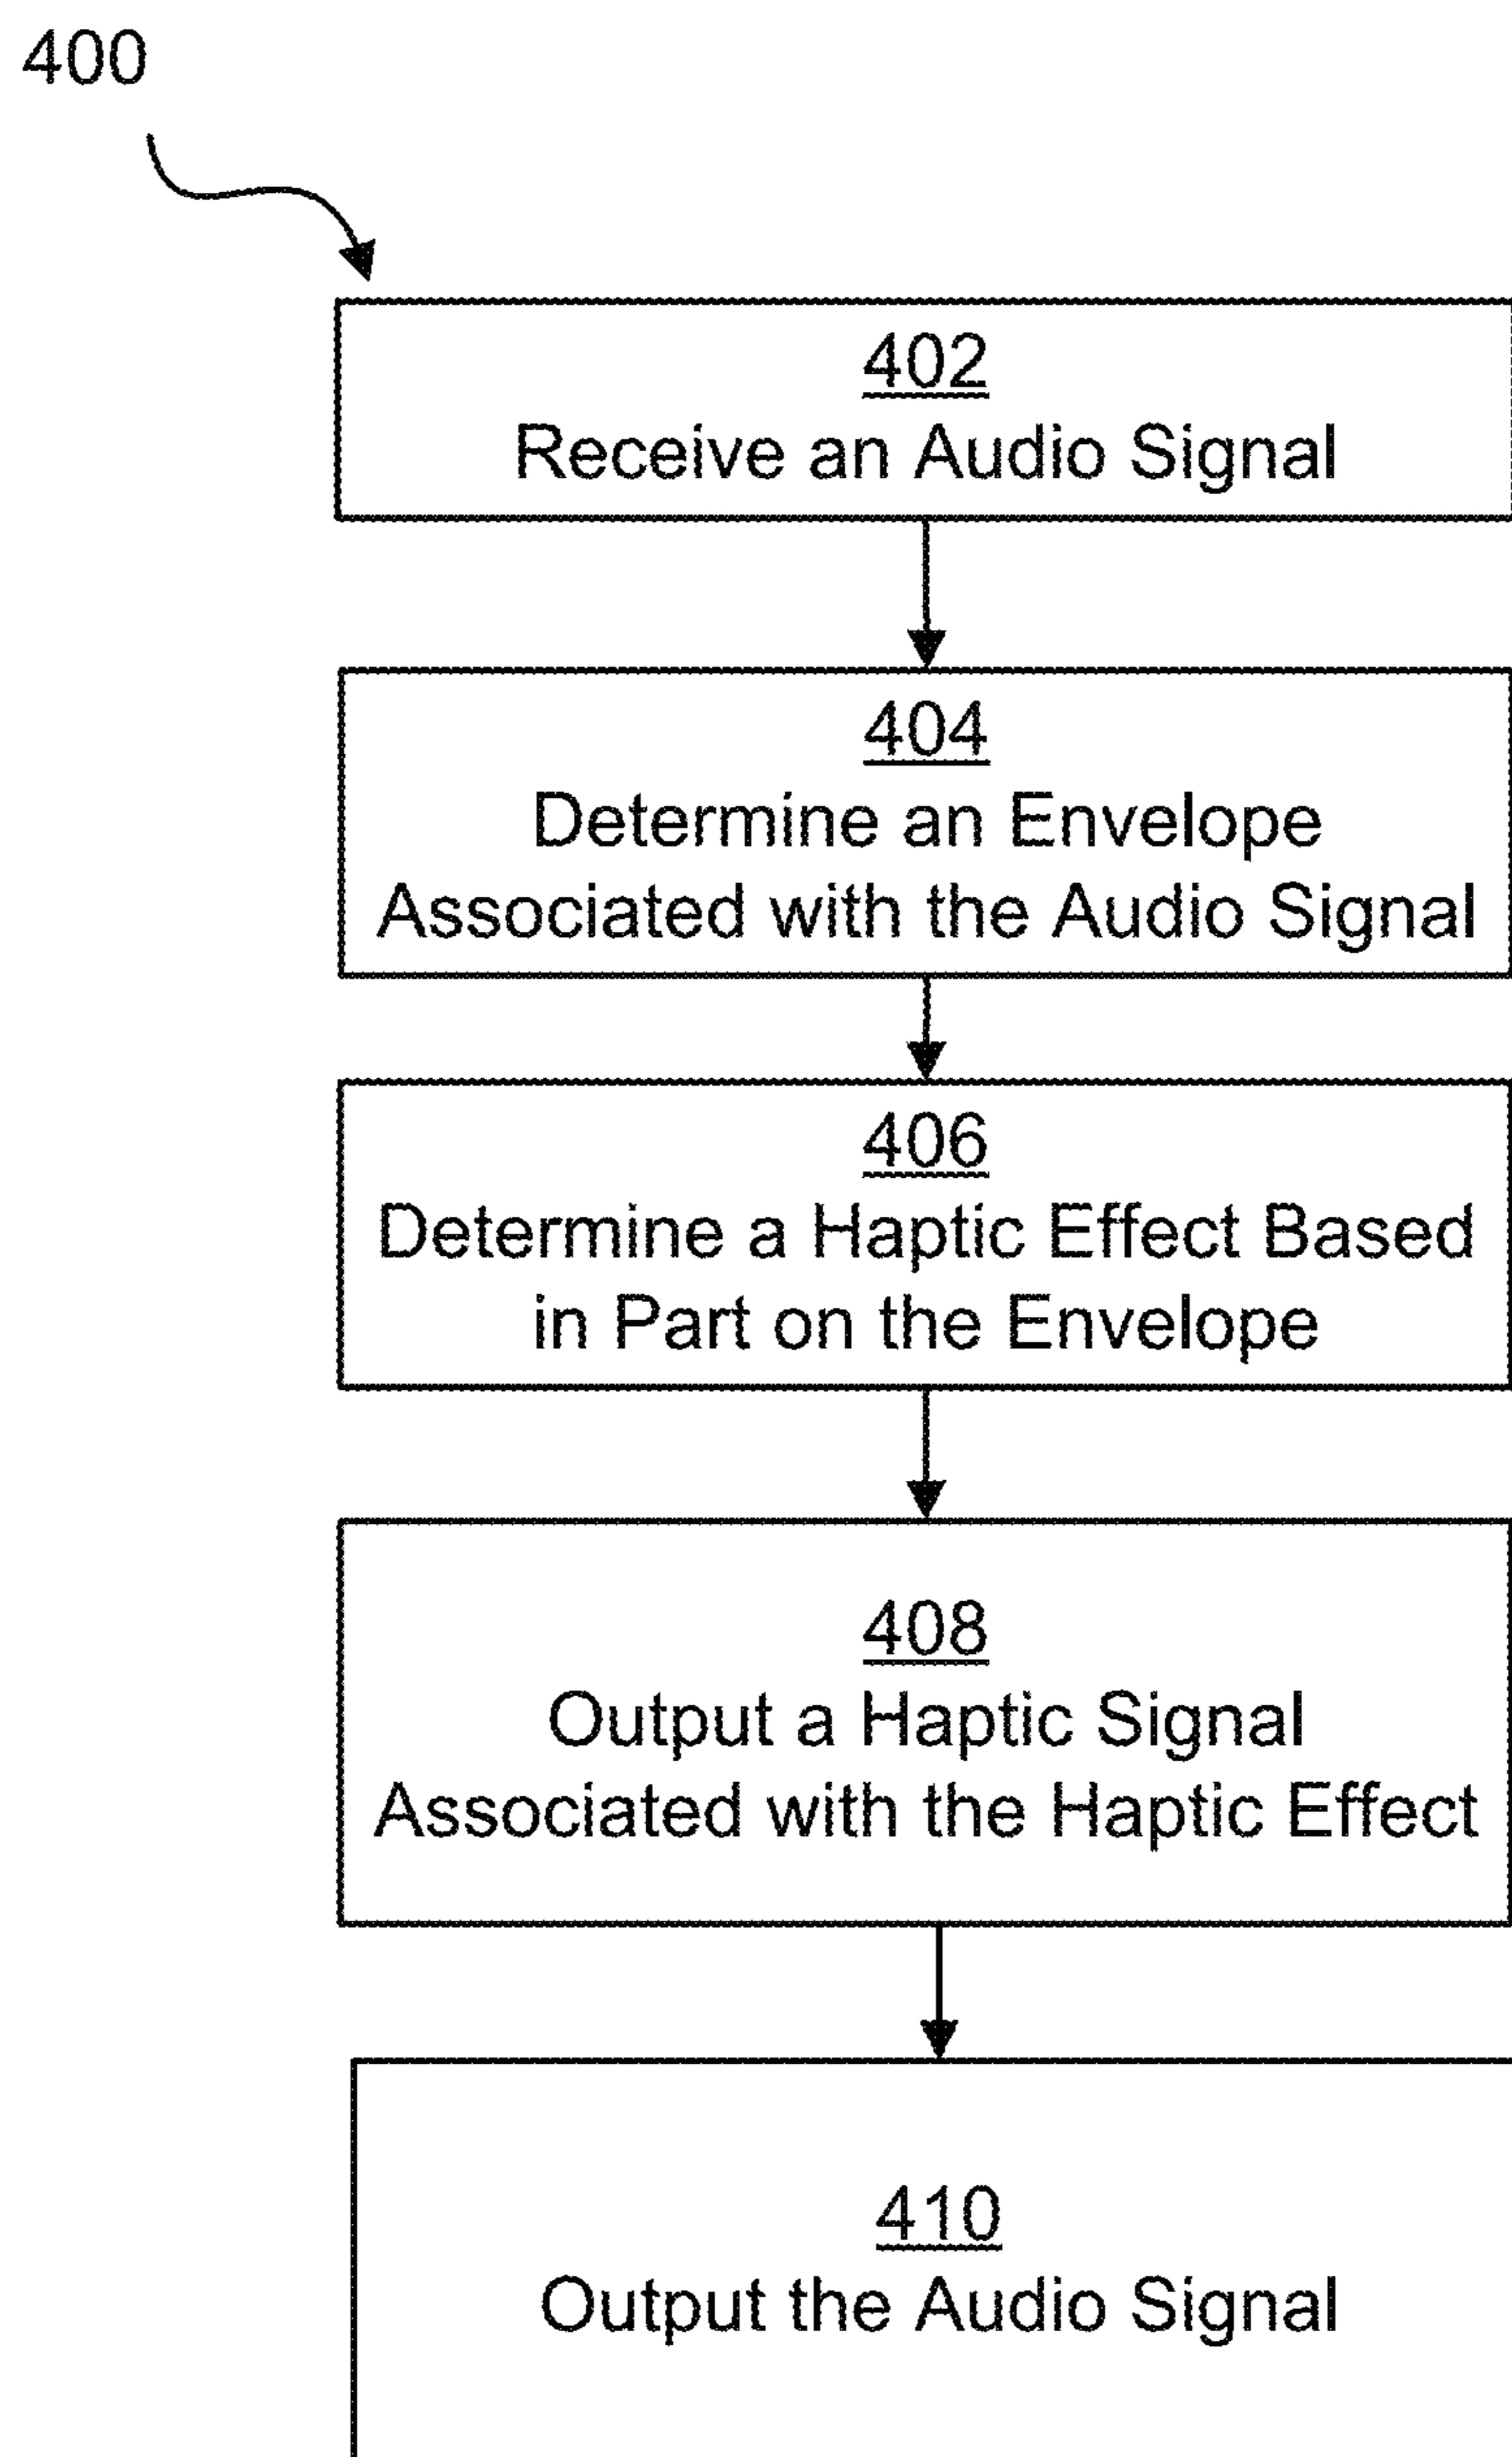 400
402
Receive an Audio Signal
404
Determine an Envelope
Associated with the Audio Signal
406
Determine a Haptic Effect Based
in Part on the Envelope
408
Output a Haptic Signal
Associated with the Haptic Effect
410
Output the Audio Signal